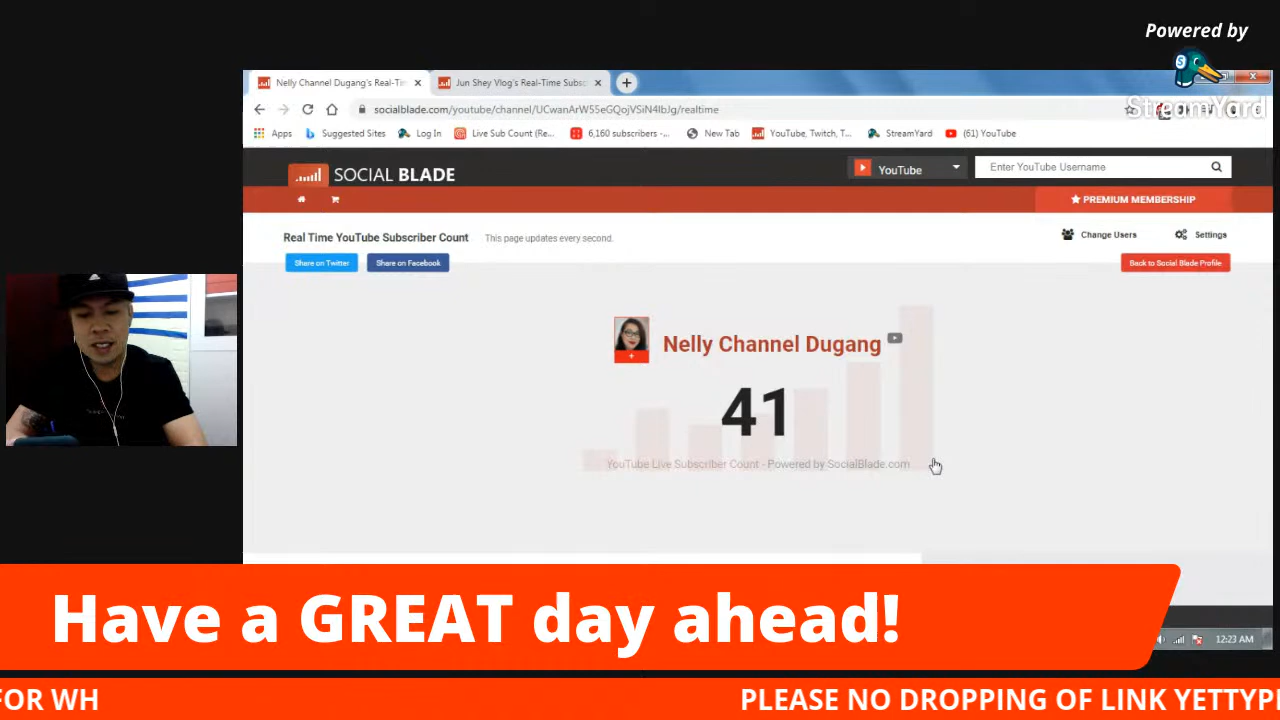 Powered by
StreamYard
Nelly Channel Dugang's Real-Tim
Jun Shey Vlog's Real-Time Subsc
socialblade.com/youtube/channel/UCwanArW55eGQojVSiN4IbJg/realtime
Apps
Suggested Sites
Log In
Live Sub Count (Re...
6,160 subscribers -...
New Tab
YouTube, Twitch, T...
StreamYard
(61) YouTube
SOCIAL BLADE
YouTube
Enter YouTube Username
PREMIUM MEMBERSHIP
Real Time YouTube Subscriber Count
This page updates every second.
Change Users
Settings
Share on Twitter
Share on Facebook
Back to Social Blade Profile
Nelly Channel Dugang
41
YouTube Live Subscriber Count - Powered by SocialBlade.com
Have a GREAT day ahead!
12:23 AM
FOR WH
PLEASE NO DROPPING OF LINK YETTYPE